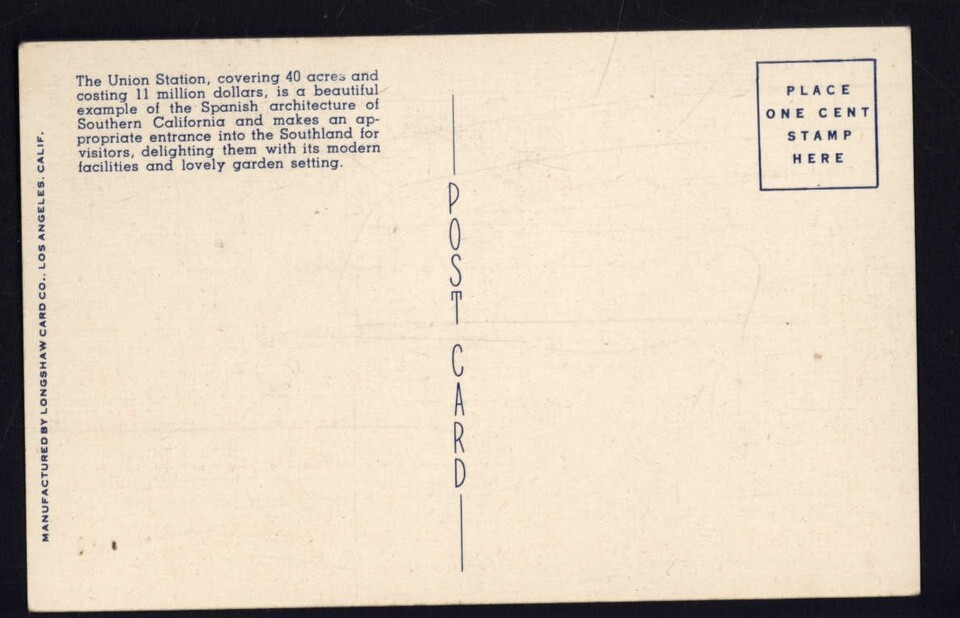 The Union Station, covering 40 acres and
costing 11 million dollars, is a beautiful
example of the Spanish architecture of
Southern California and makes an ap-
propriate entrance into the Southland for
visitors, delighting them with its modern
facilities and lovely garden setting.
PLACE
ONE CENT
STAMP
HERE
POST CARD
MANUFACTURED BY LONGSHAW CARD CO., LOS ANGELES, CALIF.